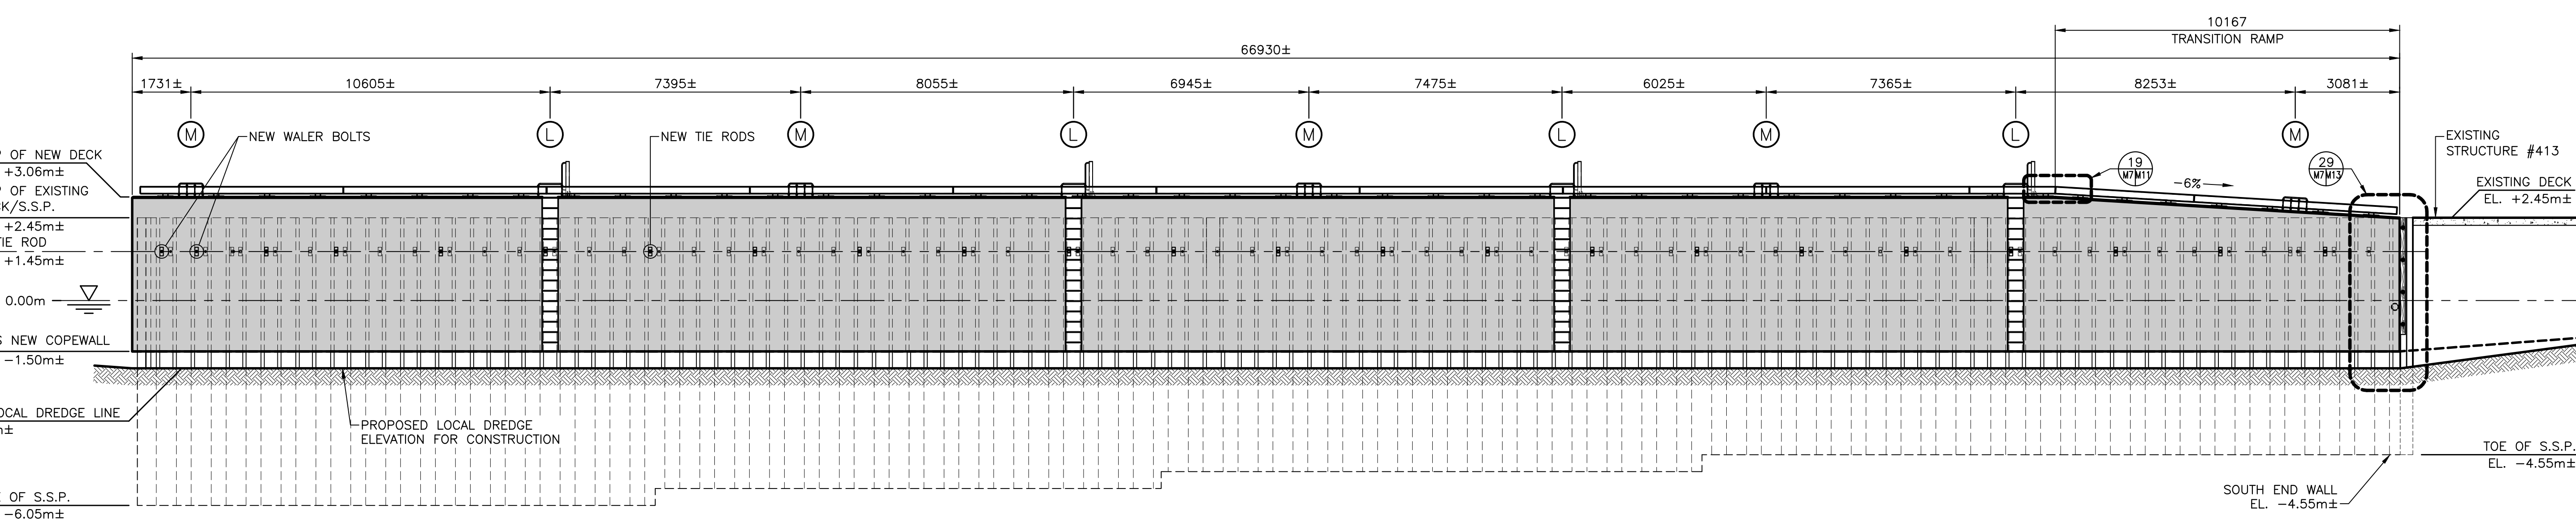 10167
TRANSITION RAMP
66930±
1731±
10605±
7395±
8055±
6945±
7475±
6025±
7365±
8253±
3081±
M
L
M
L
M
L
M
L
M
NEW WALER BOLTS
NEW TIE RODS
P OF NEW DECK
+3.06m±
P OF EXISTING
CK/S.S.P.
+2.45m±
TIE ROD
+1.45m±
0.00m
S NEW COPEWALL
-1.50m±
OCAL DREDGE LINE
m±
PROPOSED LOCAL DREDGE
ELEVATION FOR CONSTRUCTION
E OF S.S.P.
-6.05m±
19
M7 M11
-6%
29
M7 M13
EXISTING
STRUCTURE #413
EXISTING DECK
EL. +2.45m±
TOE OF S.S.P.
EL. -4.55m±
SOUTH END WALL
EL. -4.55m±